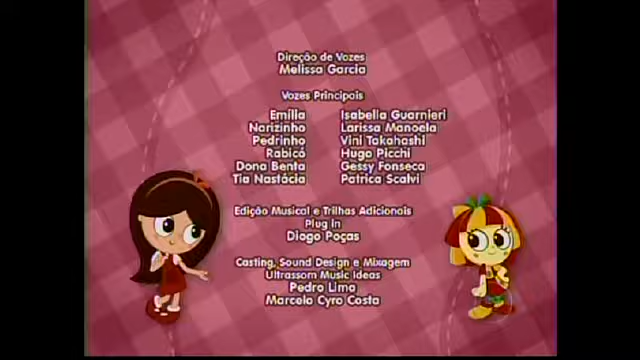 Direção de Vozes
Melissa Garcia
Vozes Principais
Emília Isabella Guarnieri
Narizinho Larissa Manoela
Pedrinho Vini Takahashi
Rabicó Hugo Picchi
Dona Benta Gessy Fonseca
Tia Nastácia Patrica Scalvi
Edição Musical e Trilhas Adicionais
Plug in
Diogo Poças
Casting, Sound Design e Mixagem
Ultrassom Music Ideas
Pedro Lima
Marcelo Cyro Costa